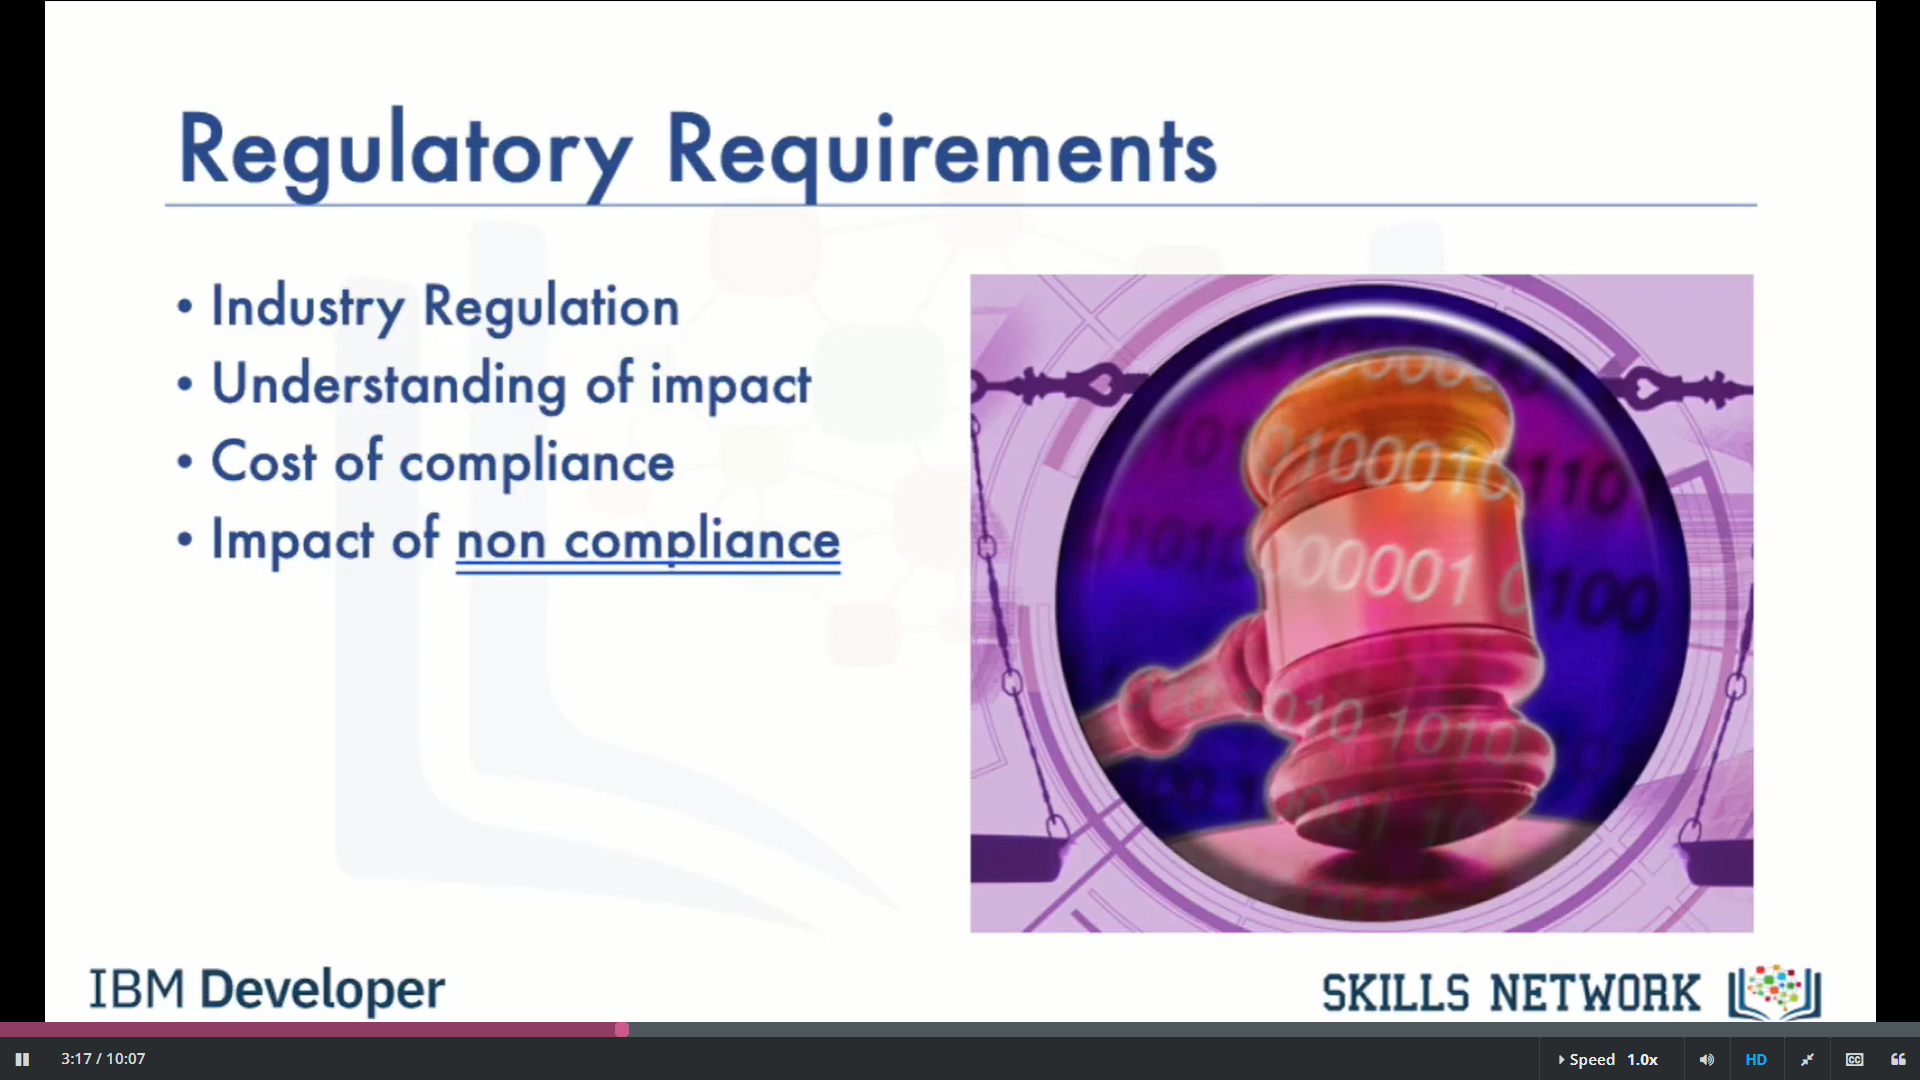 Regulatory Requirements
• Industry Regulation
• Understanding of impact
• Cost of compliance
• Impact of non compliance
IBM Developer
SKILLS NETWORK
3:17 / 10:07
Speed 1.0x
HD
CC